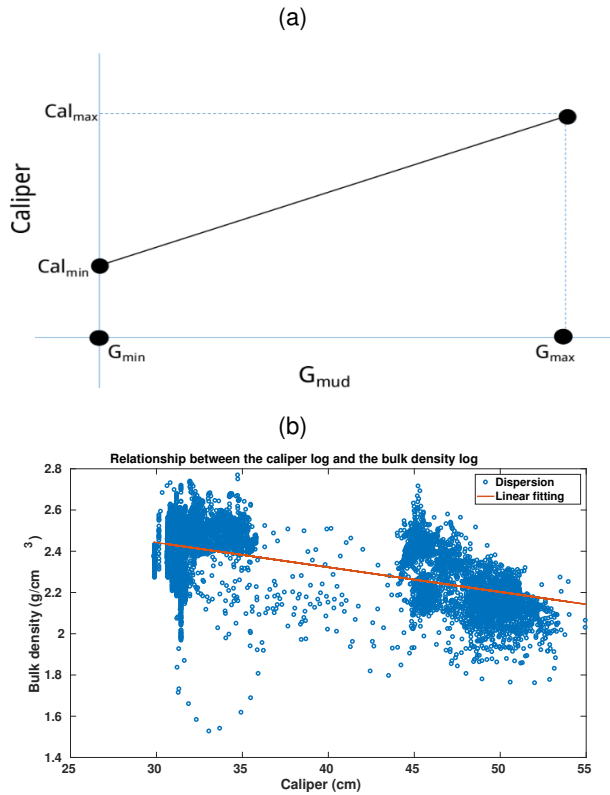 (a)
Cal_max
Caliper
Cal_min
G_min
G_max
G_mud
(b)
Relationship between the caliper log and the bulk density log
Dispersion
Linear fitting
2.8
2.6
2.4
2.2
2
1.8
1.6
1.4
Bulk density (g/cm ³)
25 30 35 40 45 50 55
Caliper (cm)